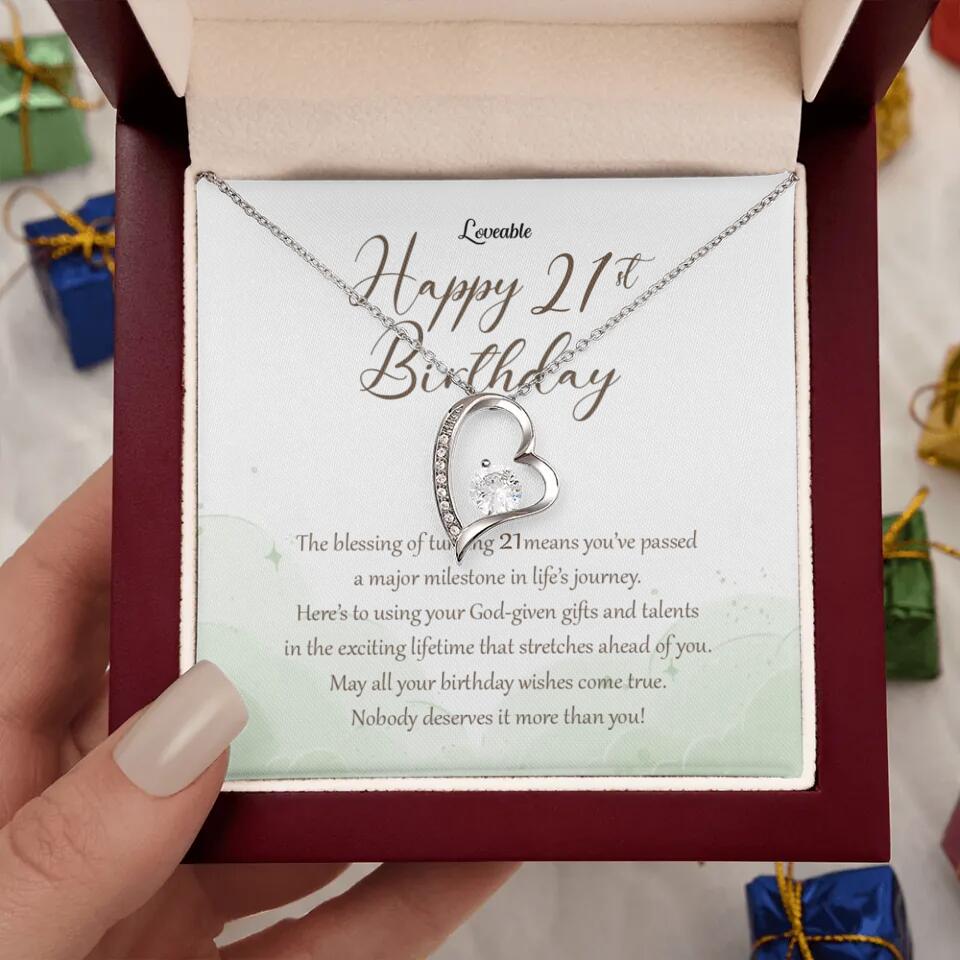 Loveable
Happy 21st
Birthday
The blessing of turning 21 means you've passed
a major milestone in life's journey.
Here's to using your God-given gifts and talents
in the exciting lifetime that stretches ahead of you.
May all your birthday wishes come true.
Nobody deserves it more than you!